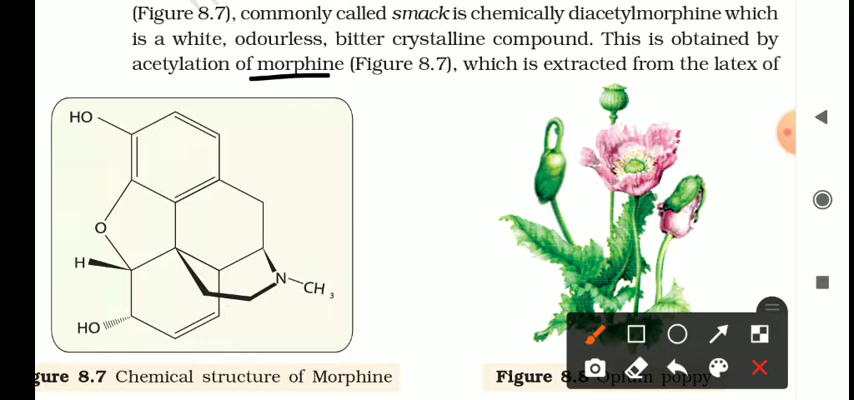 (Figure 8.7), commonly called smack is chemically diacetylmorphine which
is a white, odourless, bitter crystalline compound. This is obtained by
acetylation of morphine (Figure 8.7), which is extracted from the latex of
HO
O
H
N
CH3
HO
gure 8.7 Chemical structure of Morphine
Figure 8.8 Opium poppy